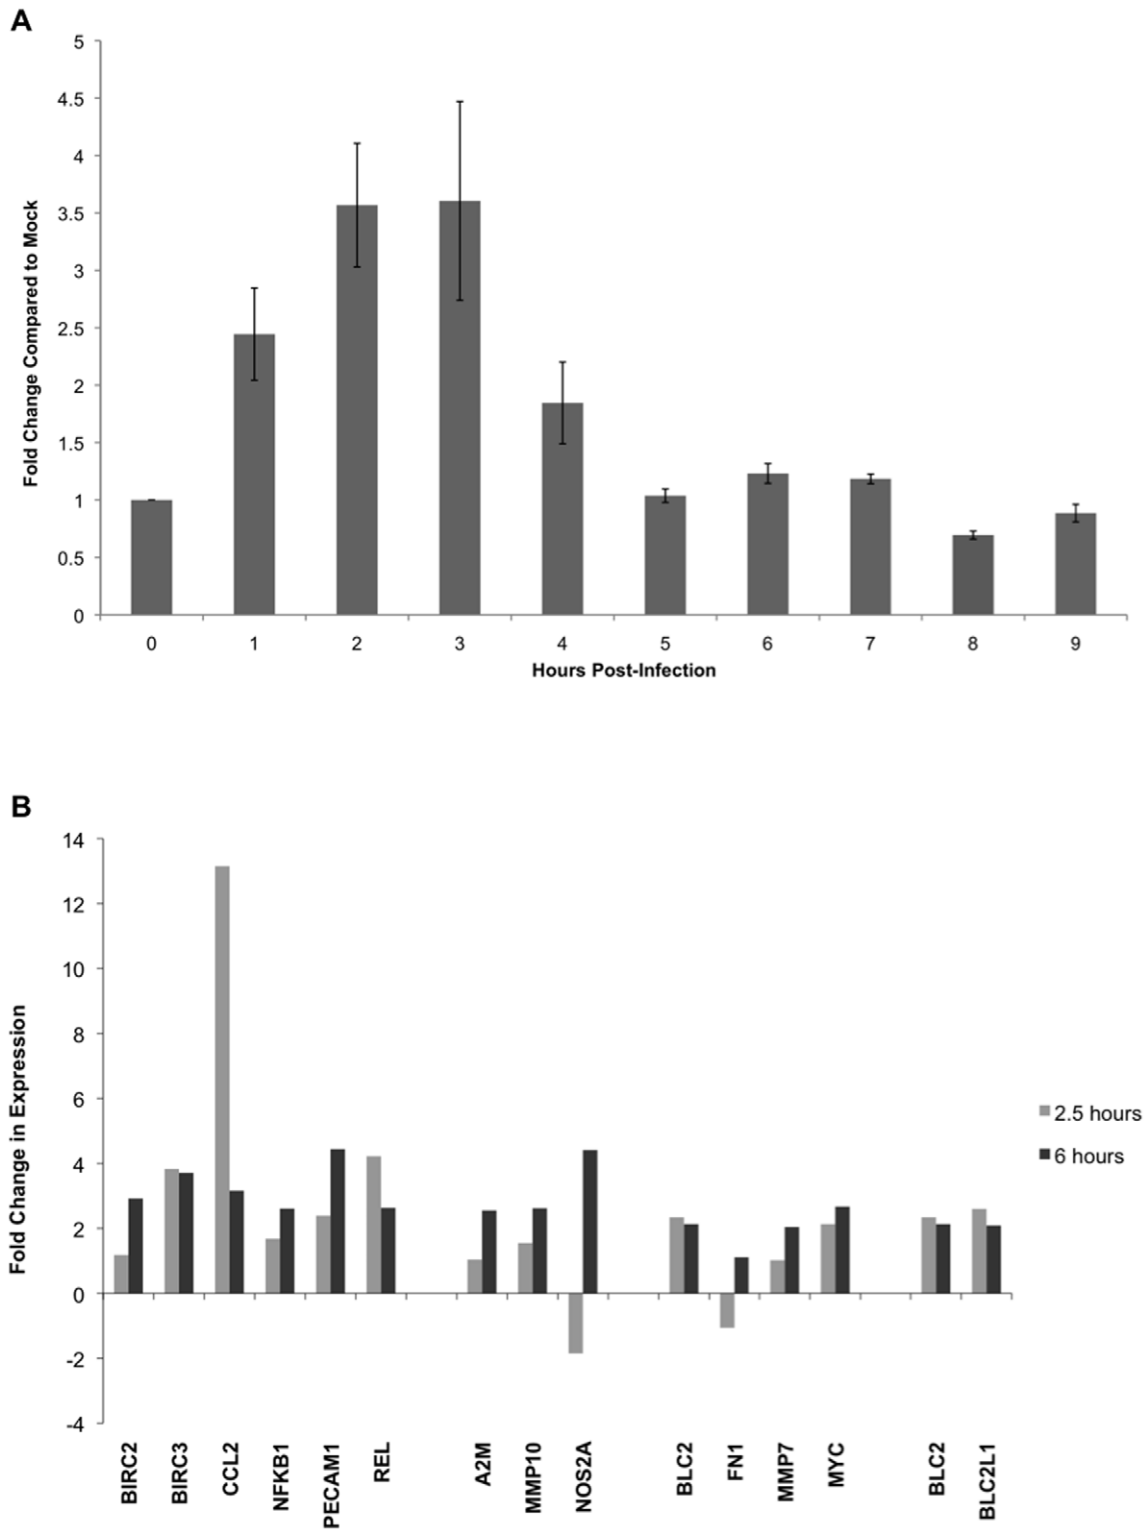 A
5
4.5
4
3.5
3
2.5
2
1.5
1
0.5
0
Fold Change Compared to Mock
0 1 2 3 4 5 6 7 8 9
Hours Post-Infection
B
14
12
10
8
6
4
2
0
-2
-4
Fold Change in Expression
2.5 hours
6 hours
BIRC2
BIRC3
CCL2
NFKB1
PECAM1
REL
A2M
MMP10
NOS2A
BLC2
FN1
MMP7
MYC
BLC2
BLC2L1